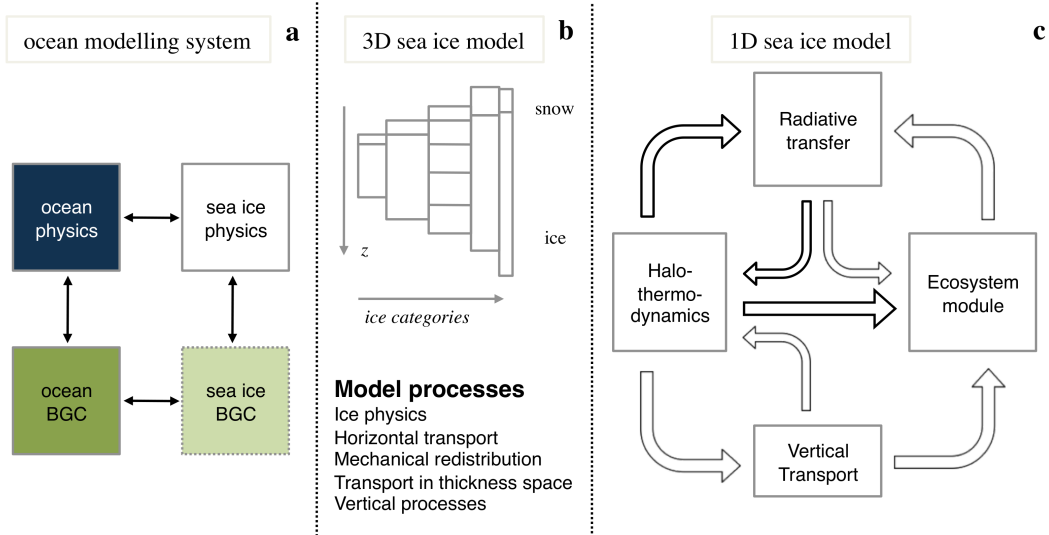 ocean modelling system
a
ocean
physics
sea ice
physics
ocean
BGC
sea ice
BGC
3D sea ice model
b
snow
ice
z
ice categories
Model processes
Ice physics
Horizontal transport
Mechanical redistribution
Transport in thickness space
Vertical processes
1D sea ice model
c
Radiative
transfer
Halo-
thermo-
dynamics
Ecosystem
module
Vertical
Transport